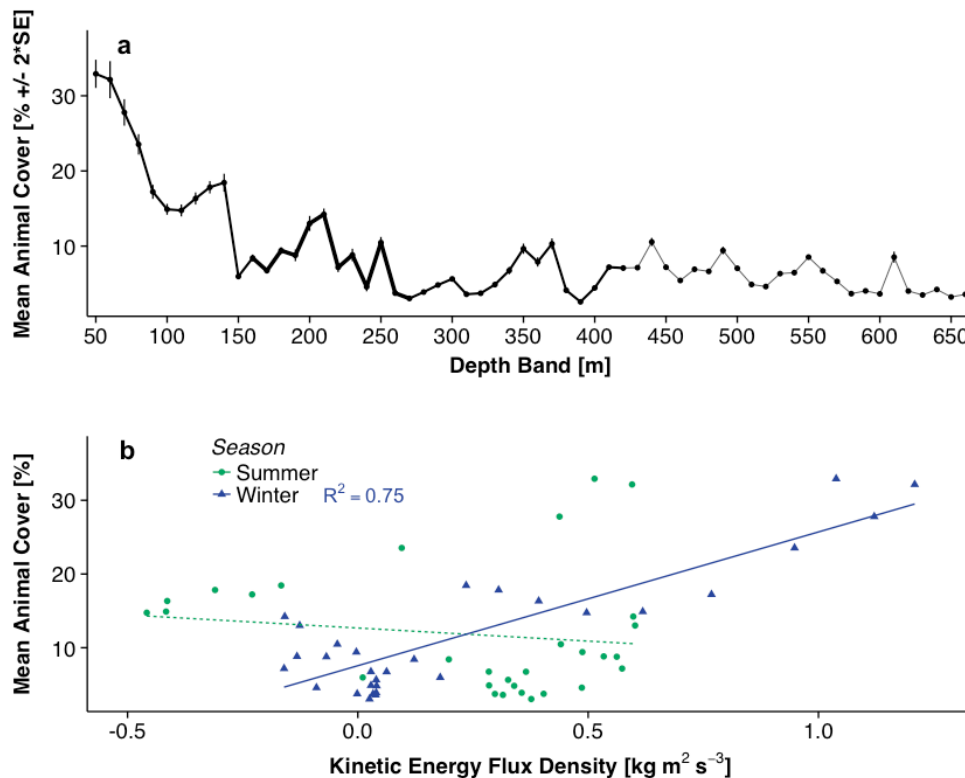 a
Mean Animal Cover [% +/- 2*SE]
30
20
10
50 100 150 200 250 300 350 400 450 500 550 600 650
Depth Band [m]
b
Season
Summer
Winter R² = 0.75
Mean Animal Cover [%]
30
20
10
-0.5 0.0 0.5 1.0
Kinetic Energy Flux Density [kg m² s⁻³]